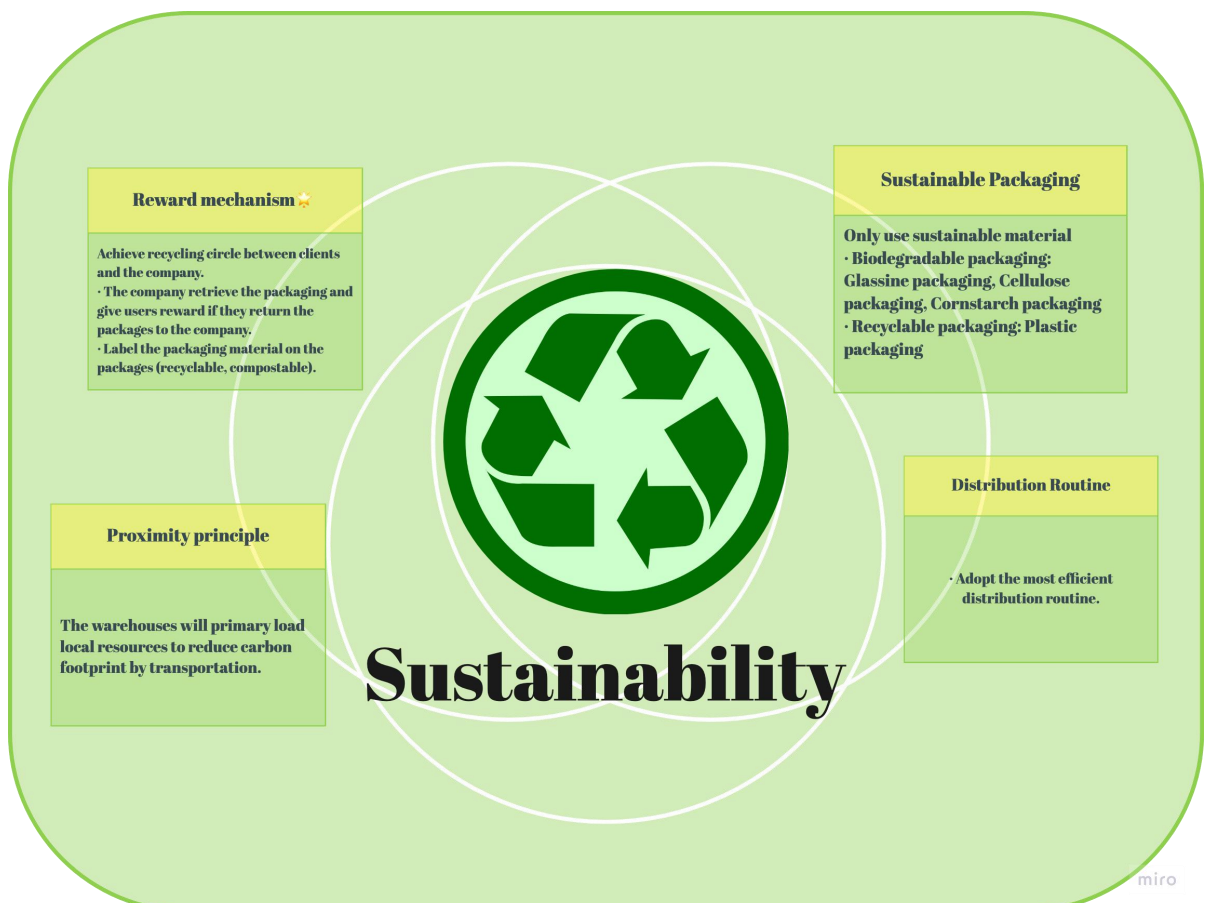 Reward mechanism🌟
Achieve recycling circle between clients
and the company.
· The company retrieve the packaging and
give users reward if they return the
packages to the company.
· Label the packaging material on the
packages (recyclable, compostable).
Sustainable Packaging
Only use sustainable material
· Biodegradable packaging:
Glassine packaging, Cellulose
packaging, Cornstarch packaging
· Recyclable packaging: Plastic
packaging
Proximity principle
The warehouses will primary load
local resources to reduce carbon
footprint by transportation.
Distribution Routine
· Adopt the most efficient
distribution routine.
Sustainability
miro